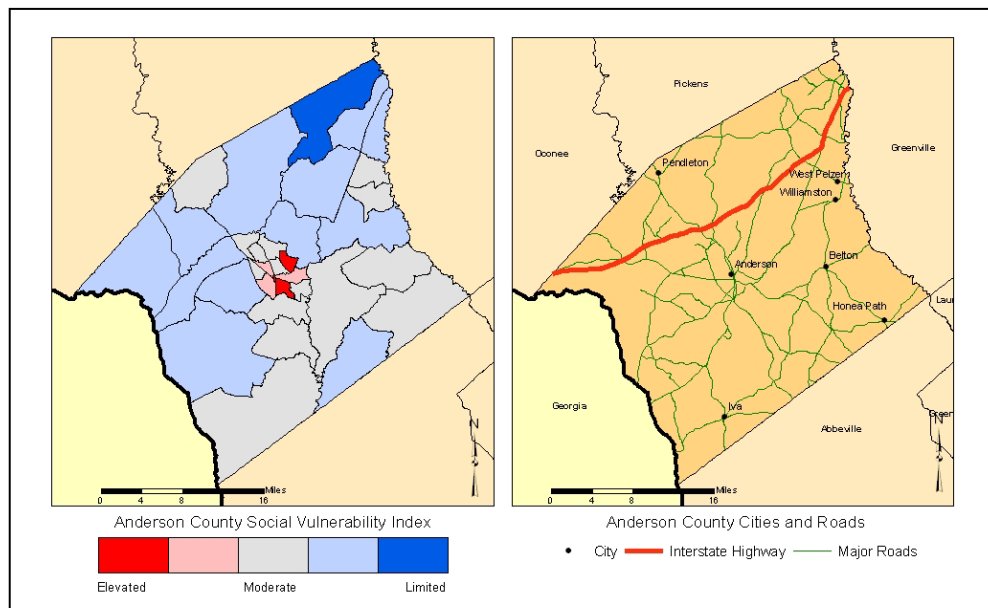 N
0 4 8 16
Miles
Anderson County Social Vulnerability Index
Elevated Moderate Limited
Pickens
Oconee
Greenville
Pendleton
West Pelzer
Williamston
Anderson
Belton
Honea Path
Lau
Georgia
Iva
Abbeville
Green
N
0 4 8 16
Miles
Anderson County Cities and Roads
City Interstate Highway Major Roads